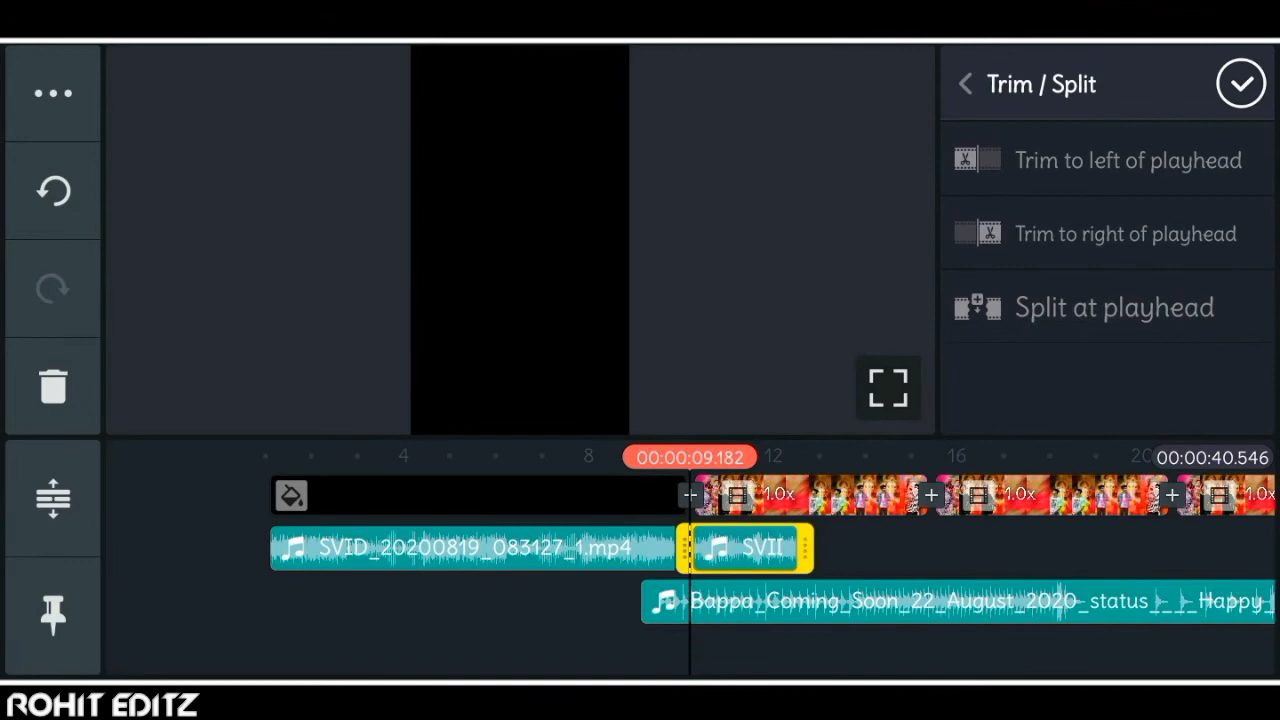 Trim / Split
Trim to left of playhead
Trim to right of playhead
Split at playhead
4 8 00:00:09.182 12 16 20 00:00:40.546
1.0x 1.0x 1.0x
SVID_20200819_083127_1.mp4 SVII
Bappa_Coming_Soon_22_August_2020_status____Happy_
ROHIT EDITZ